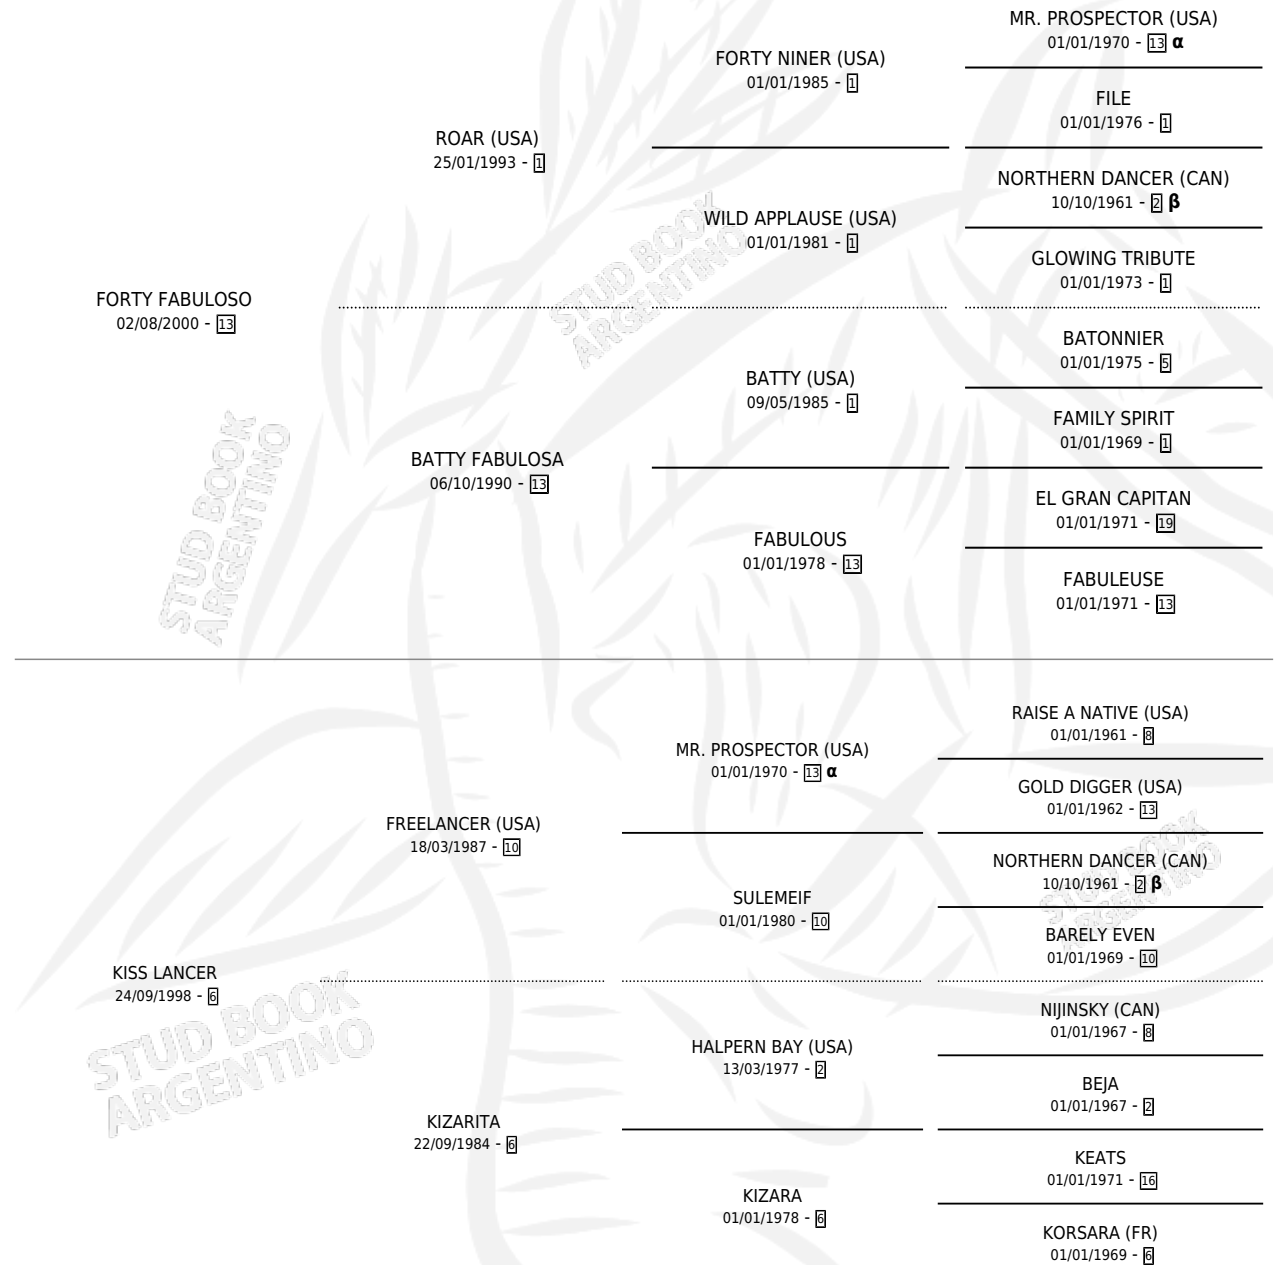 MR. PROSPECTOR (USA)
01/01/1970 - 13 α
FORTY NINER (USA)
01/01/1985 - 1
FILE
01/01/1976 - 1
ROAR (USA)
25/01/1993 - 1
NORTHERN DANCER (CAN)
10/10/1961 - 2 β
WILD APPLAUSE (USA)
01/01/1981 - 1
GLOWING TRIBUTE
01/01/1973 - 1
FORTY FABULOSO
02/08/2000 - 13
BATONNIER
01/01/1975 - 5
BATTY (USA)
09/05/1985 - 1
FAMILY SPIRIT
01/01/1969 - 1
BATTY FABULOSA
06/10/1990 - 13
EL GRAN CAPITAN
01/01/1971 - 19
FABULOUS
01/01/1978 - 13
FABULEUSE
01/01/1971 - 13
STUD BOOK
ARGENTINO
STUD BOOK
ARGENTINO
RAISE A NATIVE (USA)
01/01/1961 - 8
MR. PROSPECTOR (USA)
01/01/1970 - 13 α
GOLD DIGGER (USA)
01/01/1962 - 13
FREELANCER (USA)
18/03/1987 - 10
NORTHERN DANCER (CAN)
10/10/1961 - 2 β
SULEMEIF
01/01/1980 - 10
BARELY EVEN
01/01/1969 - 10
KISS LANCER
24/09/1998 - 6
NIJINSKY (CAN)
01/01/1967 - 8
HALPERN BAY (USA)
13/03/1977 - 2
BEJA
01/01/1967 - 2
KIZARITA
22/09/1984 - 6
KEATS
01/01/1971 - 16
KIZARA
01/01/1978 - 6
KORSARA (FR)
01/01/1969 - 6
STUD BOOK
ARGENTINO
STUD BOOK
ARGENTINO